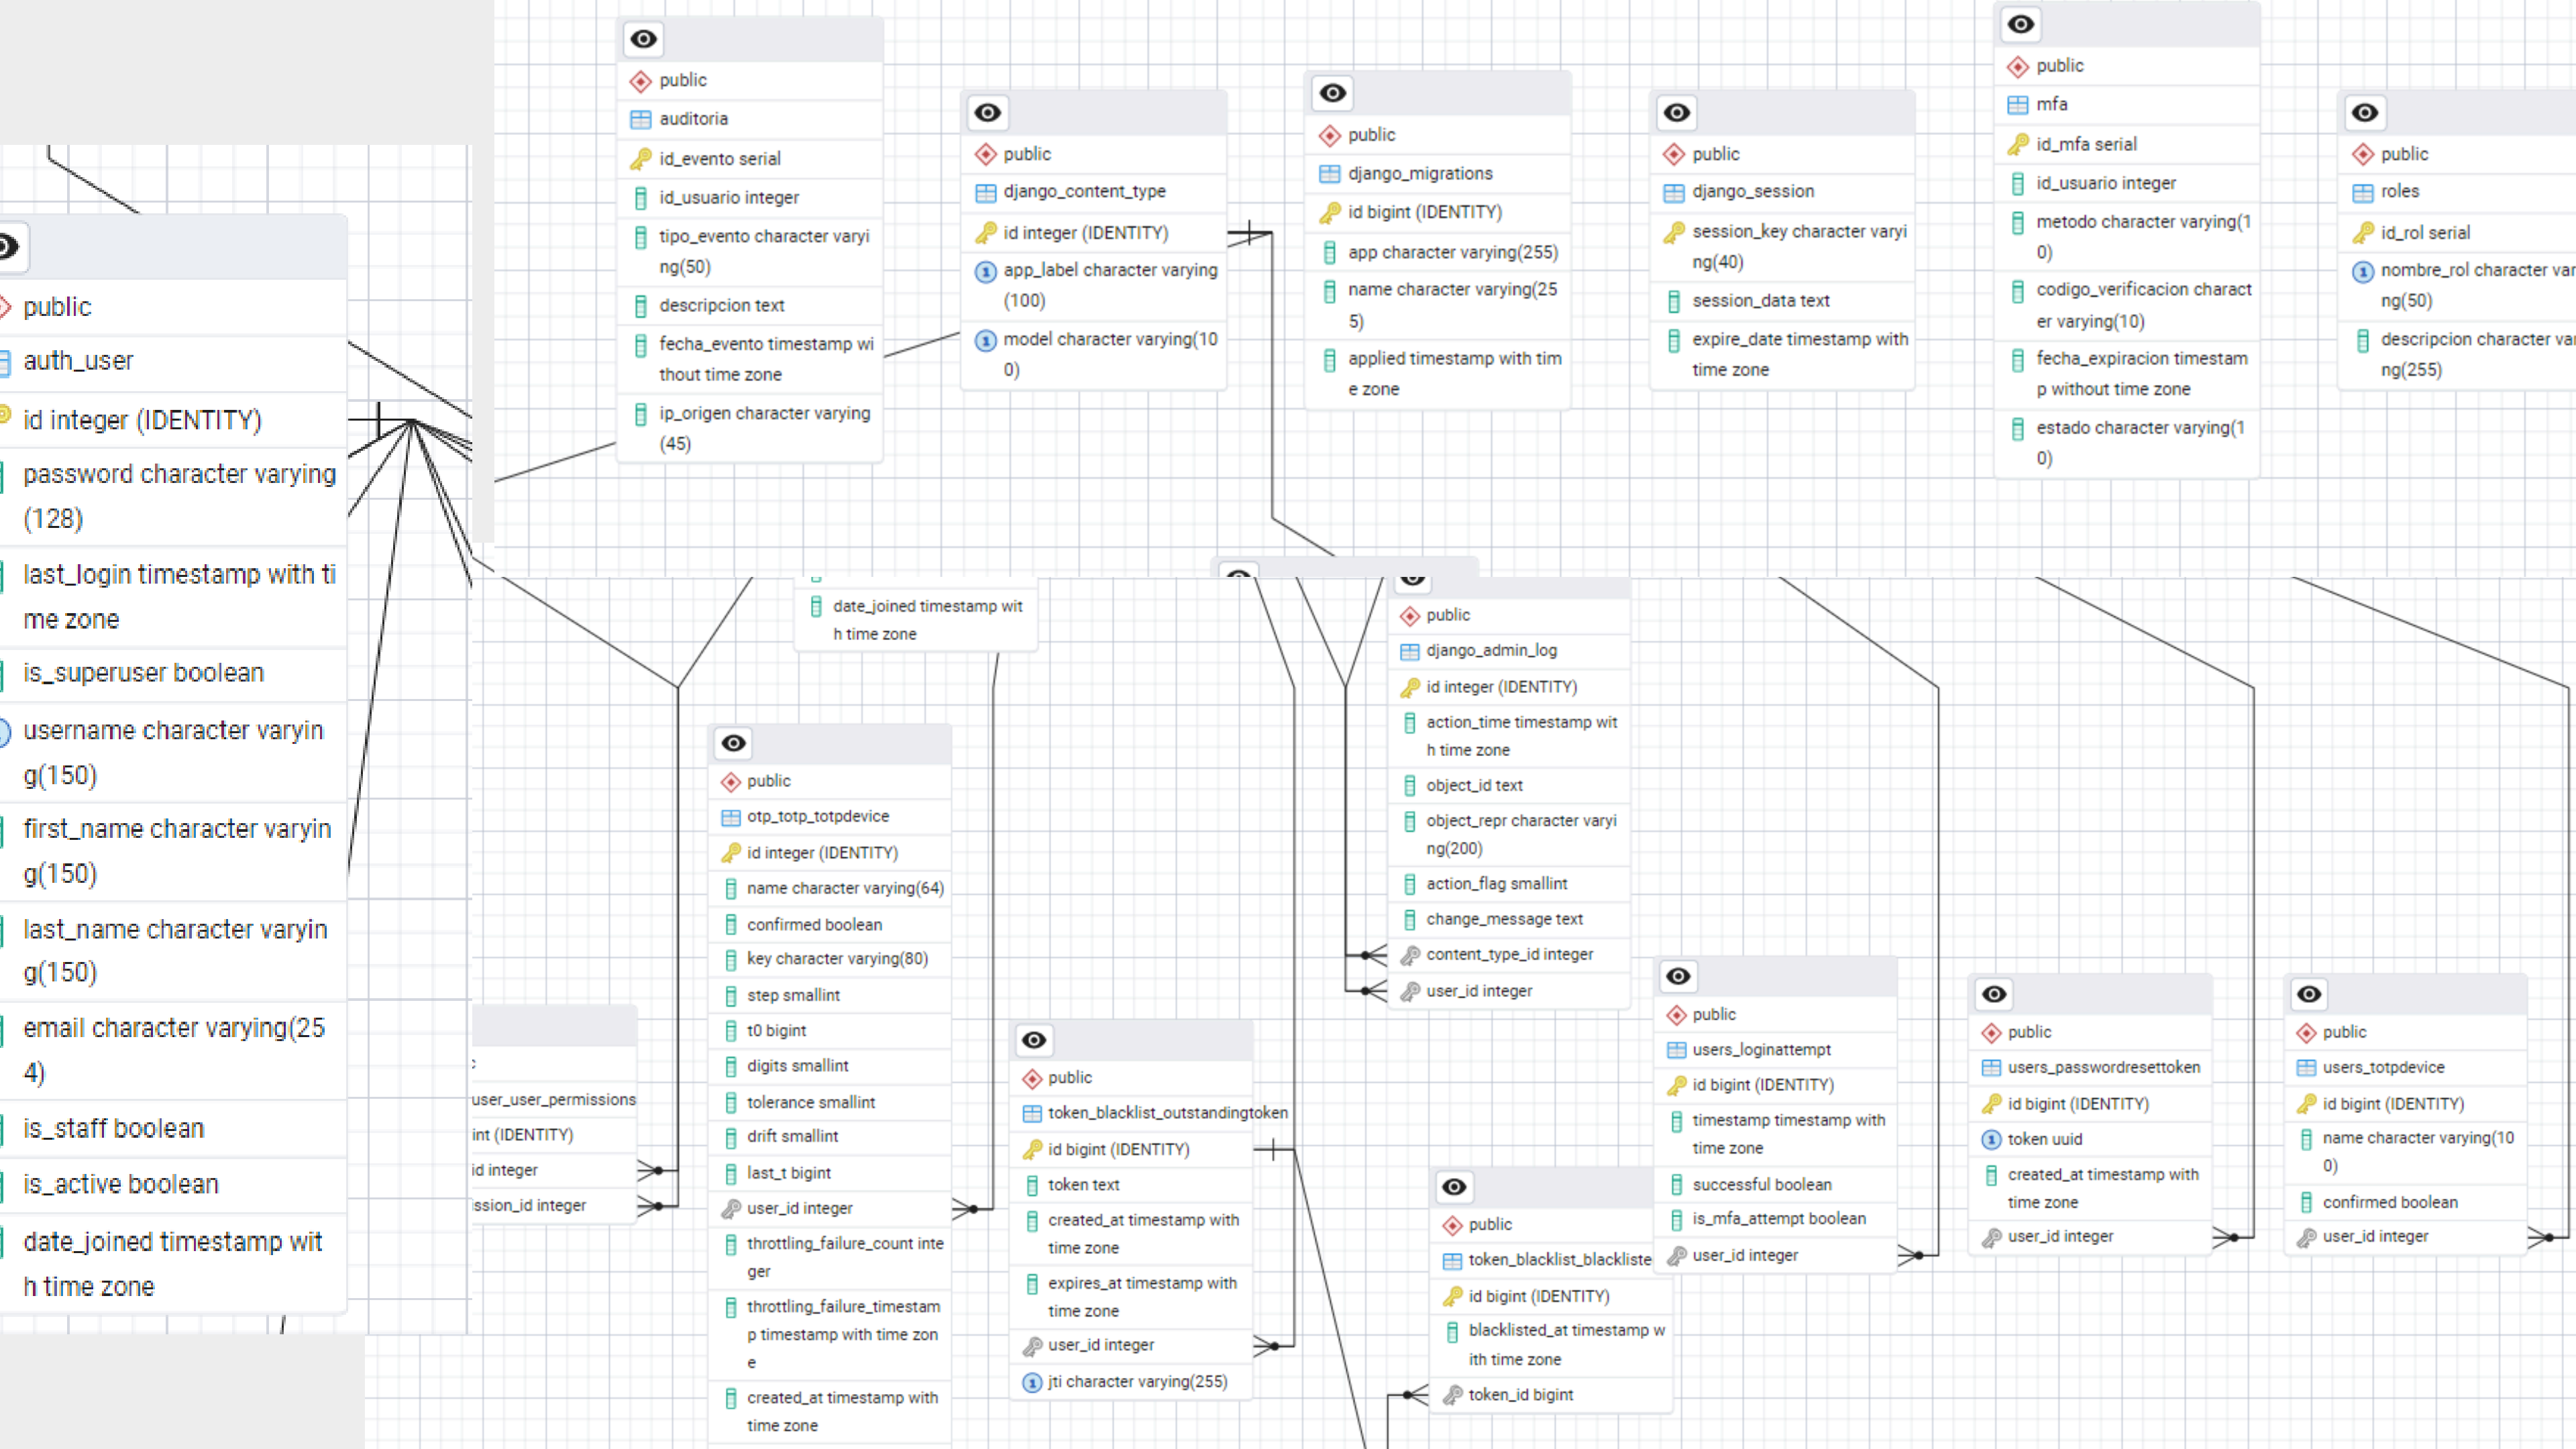 public
auth_user
id integer (IDENTITY)
password character varying
(128)
last_login timestamp with ti
me zone
is_superuser boolean
username character varyin
g(150)
first_name character varyin
g(150)
last_name character varyin
g(150)
email character varying(25
4)
is_staff boolean
is_active boolean
date_joined timestamp wit
h time zone
public
auditoria
id_evento serial
id_usuario integer
tipo_evento character varyi
ng(50)
descripcion text
fecha_evento timestamp wi
thout time zone
ip_origen character varying
(45)
public
django_content_type
id integer (IDENTITY)
app_label character varying
(100)
model character varying(10
0)
public
django_migrations
id bigint (IDENTITY)
app character varying(255)
name character varying(25
5)
applied timestamp with tim
e zone
public
django_session
session_key character varyi
ng(40)
session_data text
expire_date timestamp with
time zone
public
mfa
id_mfa serial
id_usuario integer
metodo character varying(1
0)
codigo_verificacion charact
er varying(10)
fecha_expiracion timestam
p without time zone
estado character varying(1
0)
public
roles
id_rol serial
nombre_rol character var
ng(50)
descripcion character va
ng(255)
date_joined timestamp wit
h time zone
user_user_permissions
int (IDENTITY)
id integer
ssion_id integer
public
otp_totp_totpdevice
id integer (IDENTITY)
name character varying(64)
confirmed boolean
key character varying(80)
step smallint
t0 bigint
digits smallint
tolerance smallint
drift smallint
last_t bigint
user_id integer
throttling_failure_count inte
ger
throttling_failure_timestam
p timestamp with time zon
e
created_at timestamp with
time zone
public
token_blacklist_outstandingtoken
id bigint (IDENTITY)
token text
created_at timestamp with
time zone
expires_at timestamp with
time zone
user_id integer
jti character varying(255)
public
django_admin_log
id integer (IDENTITY)
action_time timestamp wit
h time zone
object_id text
object_repr character varyi
ng(200)
action_flag smallint
change_message text
content_type_id integer
user_id integer
public
token_blacklist_blackliste
id bigint (IDENTITY)
blacklisted_at timestamp w
ith time zone
token_id bigint
public
users_loginattempt
id bigint (IDENTITY)
timestamp timestamp with
time zone
successful boolean
is_mfa_attempt boolean
user_id integer
public
users_passwordresettoken
id bigint (IDENTITY)
token uuid
created_at timestamp with
time zone
user_id integer
public
users_totpdevice
id bigint (IDENTITY)
name character varying(10
0)
confirmed boolean
user_id integer